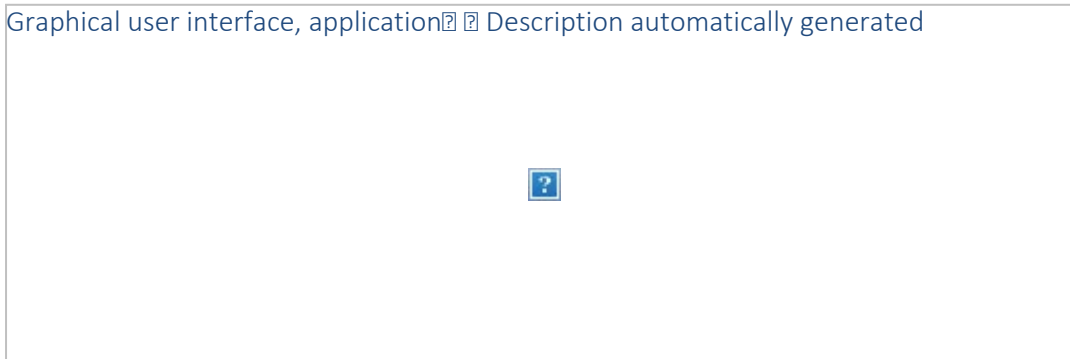 Graphical user interface, application⍰ ⍰ Description automatically generated
?